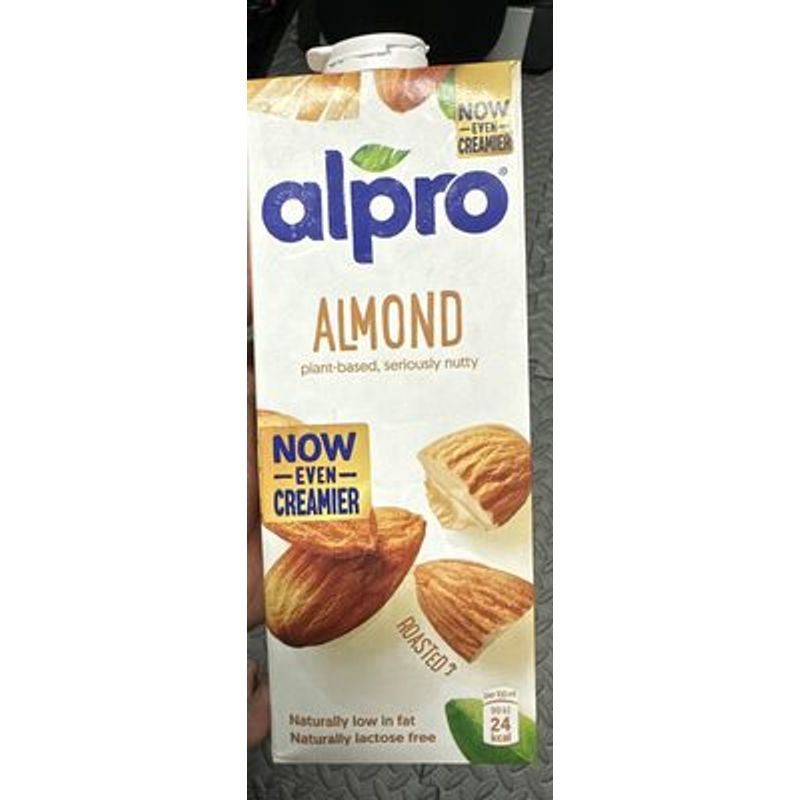 NOW
EVEN
CREAMIER
alpro®
ALMOND
plant-based, seriously nutty
NOW
EVEN
CREAMIER
ROASTED
Naturally low in fat
Naturally lactose free
24
kcal